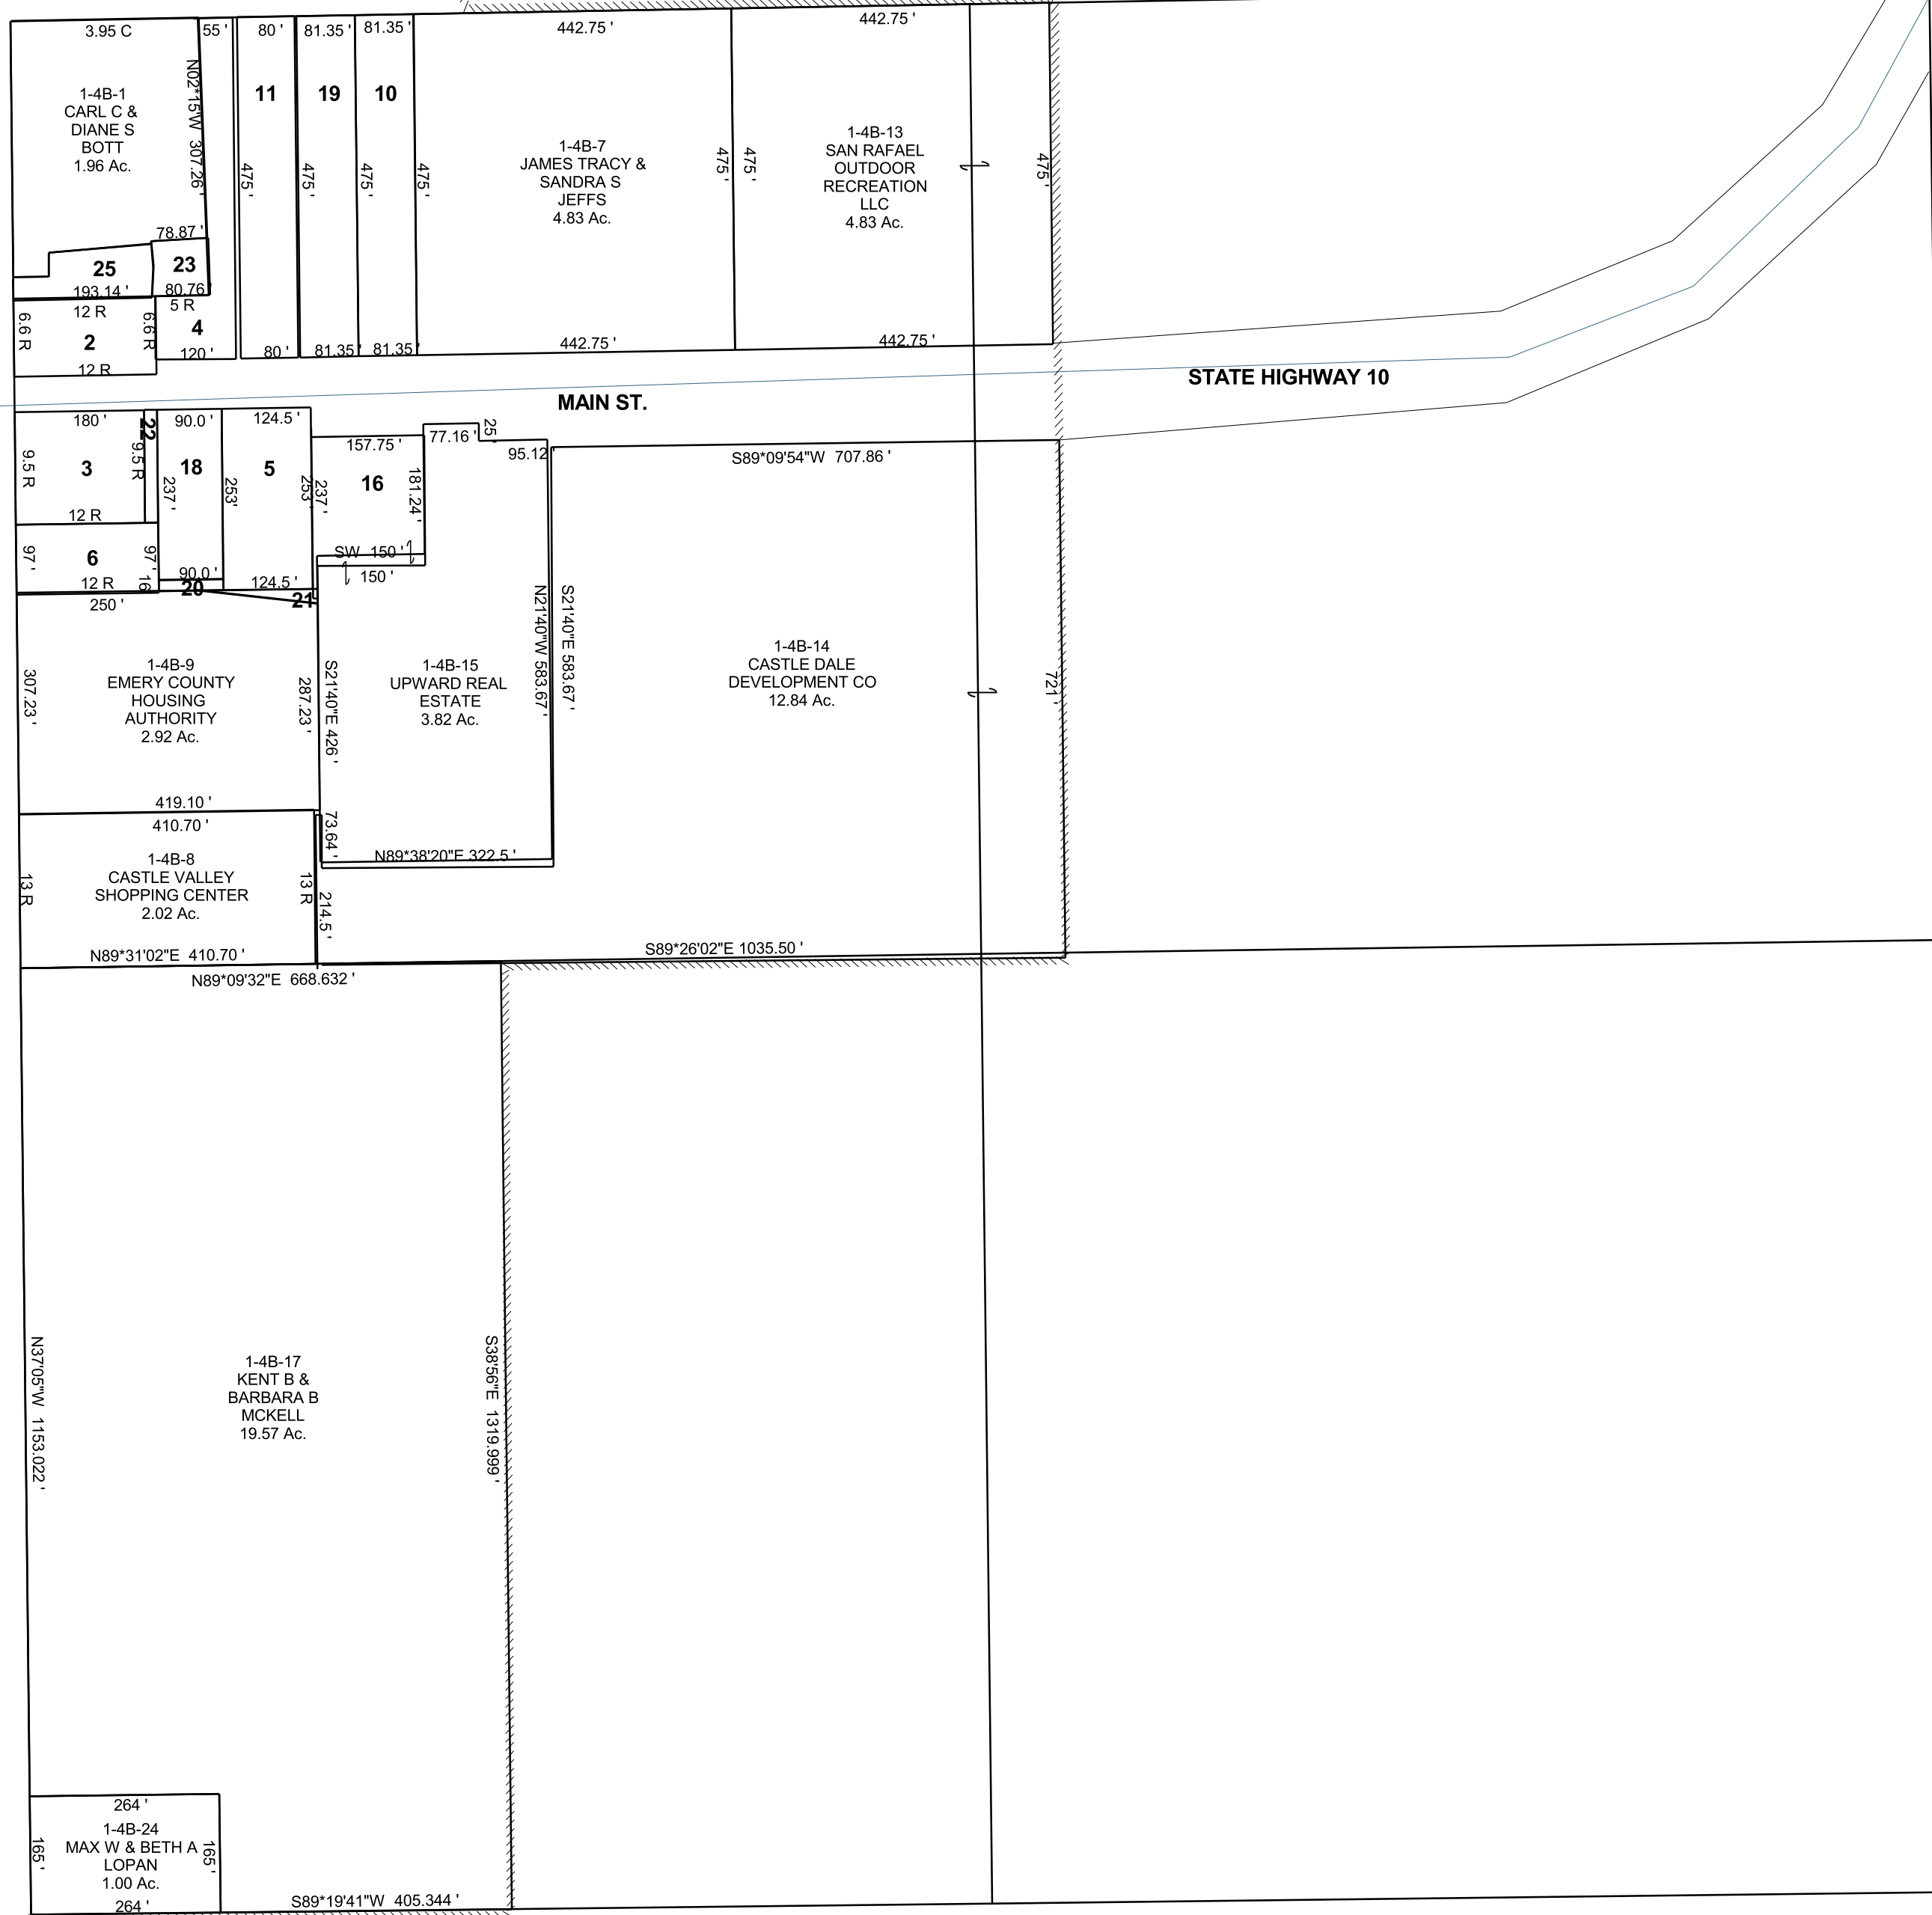 3.95 C
55 '
80 '
81.35 '
81.35 '
442.75 '
442.75 '
N02*15'W 307.26 '
1-4B-1
CARL C &
DIANE S
BOTT
1.96 Ac.
11
19
10
475 '
475 '
475 '
475 '
1-4B-7
JAMES TRACY &
SANDRA S
JEFFS
4.83 Ac.
475 '
475 '
1-4B-13
SAN RAFAEL
OUTDOOR
RECREATION
LLC
4.83 Ac.
475 '
78.87 '
25
23
193.14 '
80.76 '
12 R
5 R
6.6 R
6.6 R
2
4
12 R
120 '
80 '
81.35 '
81.35 '
442.75 '
442.75 '
MAIN ST.
STATE HIGHWAY 10
180 '
22
90.0 '
124.5 '
157.75 '
77.16 '
25 '
95.12 '
S89*09'54"W 707.86 '
9.5 R
3
9.5 R
18
5
16
237 '
253'
253 '
237 '
181.24 '
12 R
SW 150 '
150 '
97 '
6
97 '
12 R
16 '
90.0 '
20
124.5 '
21
250 '
1-4B-9
EMERY COUNTY
HOUSING
AUTHORITY
2.92 Ac.
307.23 '
287.23 '
S21'40"E 426 '
1-4B-15
UPWARD REAL
ESTATE
3.82 Ac.
N21'40"W 583.67 '
S21'40"E 583.67 '
1-4B-14
CASTLE DALE
DEVELOPMENT CO
12.84 Ac.
721 '
419.10 '
410.70 '
1-4B-8
CASTLE VALLEY
SHOPPING CENTER
2.02 Ac.
13 R
13 R
73.64 '
214.5 '
N89*38'20"E 322.5 '
N89*31'02"E 410.70 '
S89*26'02"E 1035.50 '
N89*09'32"E 668.632 '
N37'05"W 1153.022 '
1-4B-17
KENT B &
BARBARA B
MCKELL
19.57 Ac.
S38'56"E 1319.999 '
264 '
1-4B-24
MAX W & BETH A
LOPAN
1.00 Ac.
165 '
165 '
264 '
S89*19'41"W 405.344 '